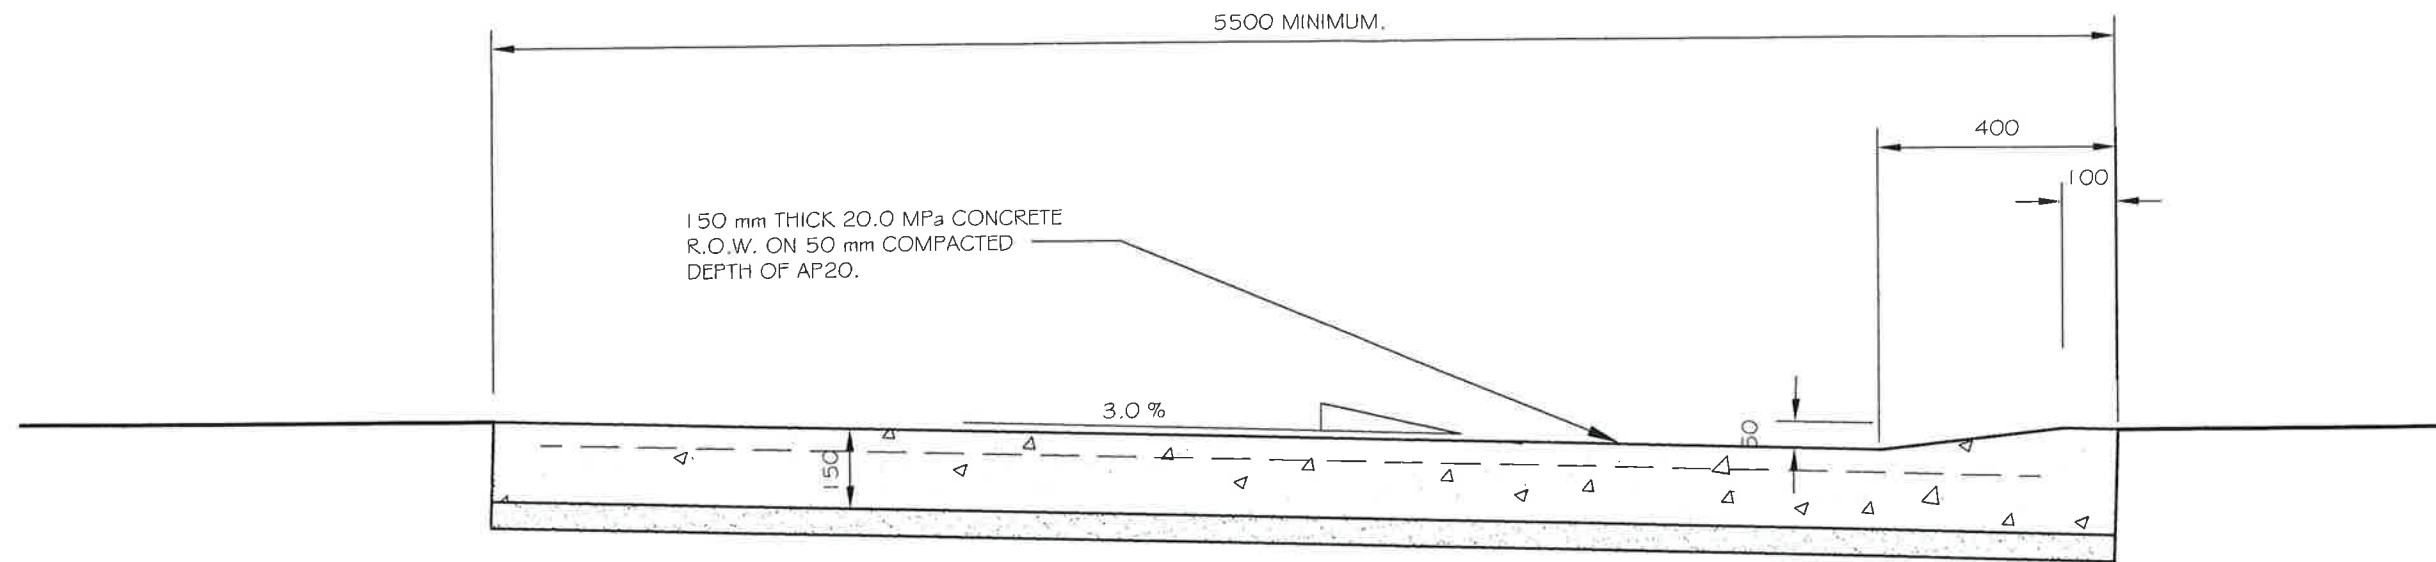 5500 MINIMUM.
400
100
150 mm THICK 20.0 MPa CONCRETE
R.O.W. ON 50 mm COMPACTED
DEPTH OF AP20.
3.0 %
50
150